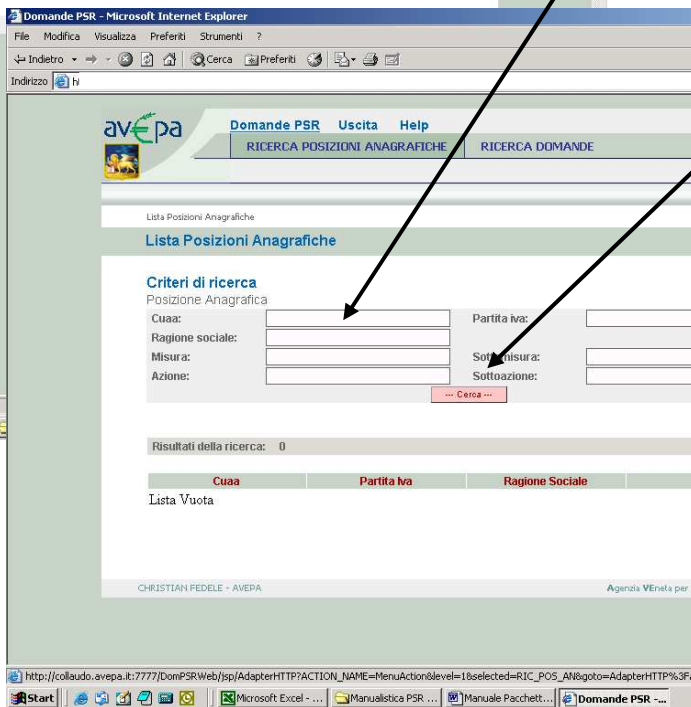 Domande PSR - Microsoft Internet Explorer
File Modifica Visualizza Preferiti Strumenti ?
Indietro Cerca Preferiti
Indirizzo
avepa Domande PSR Uscita Help
RICERCA POSIZIONI ANAGRAFICHE RICERCA DOMANDE
Lista Posizioni Anagrafiche
Lista Posizioni Anagrafiche
Criteri di ricerca
Posizione Anagrafica
Cuaa: Partita iva:
Ragione sociale:
Misura: Sottomisura:
Azione: Sottoazione:
--- Cerca ---
Risultati della ricerca: 0
Cuaa Partita Iva Ragione Sociale
Lista Vuota
CHRISTIAN FEDELE - AVEPA Agenzia VEneta per
http://collaudo.avepa.it:7777/DomPSRWeb/jsp/AdapterHTTP?ACTION_NAME=MenuAction&level=1&selected=RIC_POS_AN&goto=AdapterHTTP%3F
Start Microsoft Excel - ... Manualistica PSR ... Manuale Pacchett... Domande PSR -...